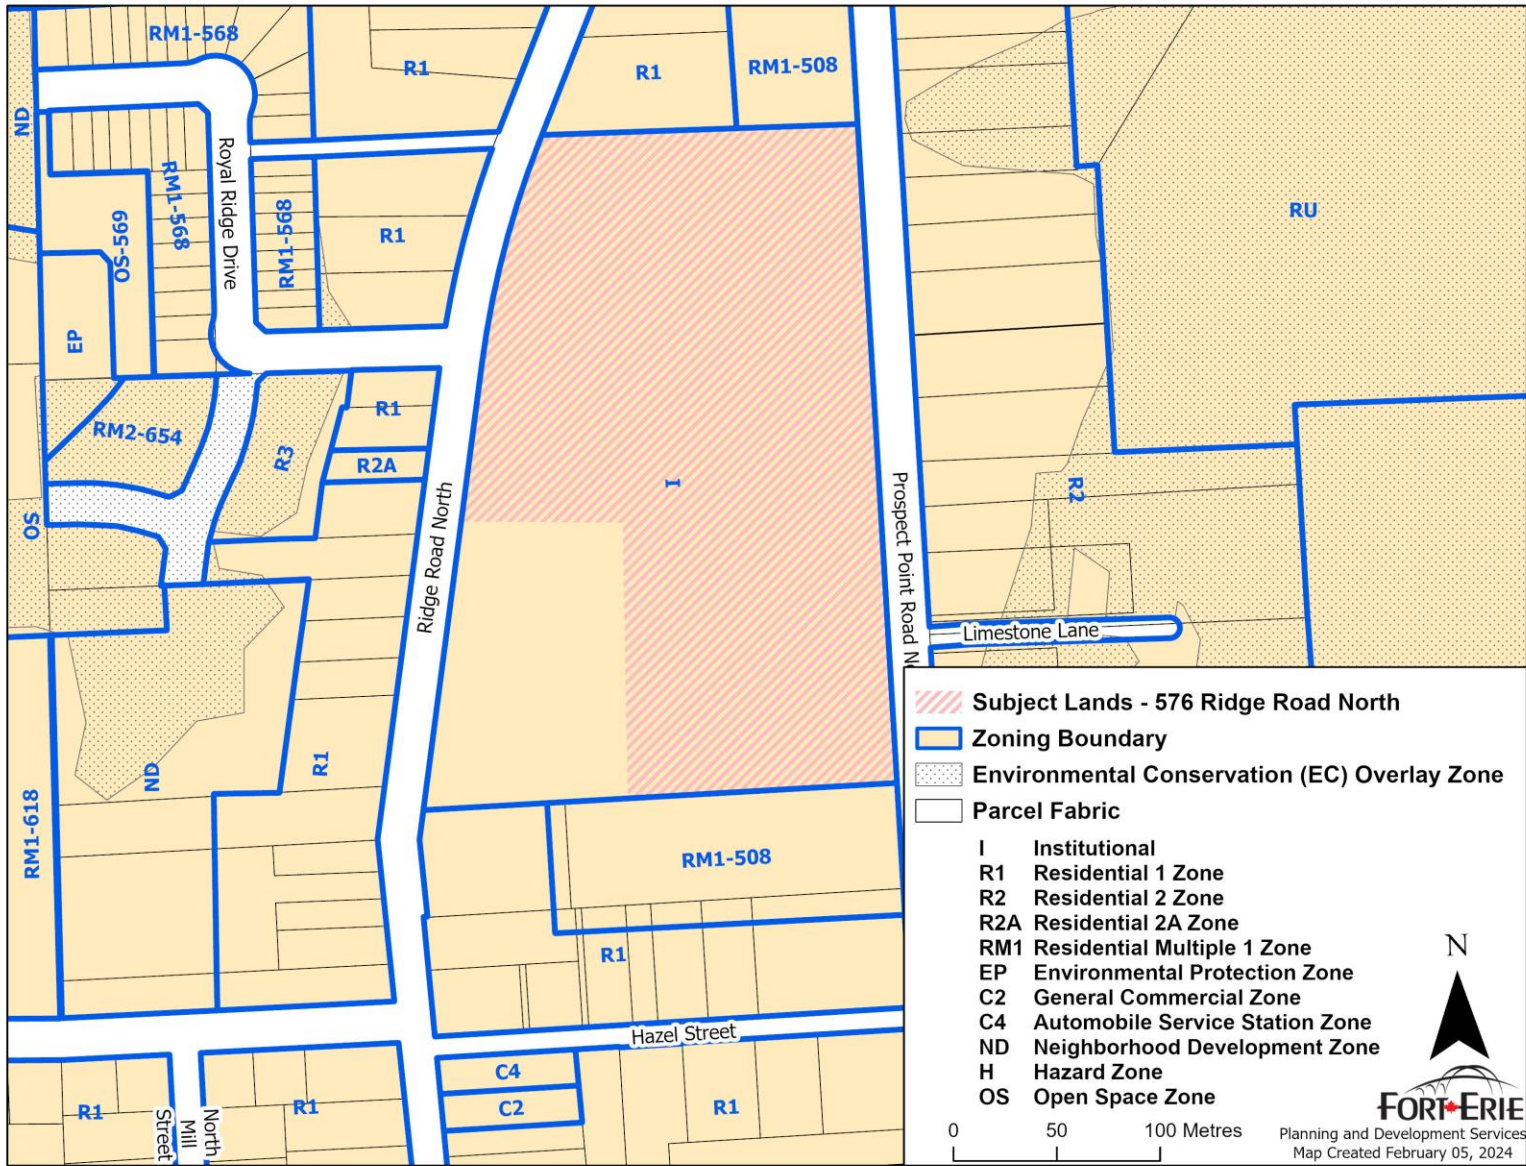 RM1-568
R1
R1
RM1-508
ND
Royal Ridge Drive
RM1-568
OS-569
RM1-568
R1
RU
EP
R1
RM2-654
R3
R2A
I
R2
OS
Ridge Road North
Prospect Point Road No
Limestone Lane
R1
ND
RM1-618
RM1-508
R1
Hazel Street
C4
C2
R1
R1
R1
North
Mill
Street
Subject Lands - 576 Ridge Road North
Zoning Boundary
Environmental Conservation (EC) Overlay Zone
Parcel Fabric
I Institutional
R1 Residential 1 Zone
R2 Residential 2 Zone
R2A Residential 2A Zone
RM1 Residential Multiple 1 Zone
EP Environmental Protection Zone
C2 General Commercial Zone
C4 Automobile Service Station Zone
ND Neighborhood Development Zone
H Hazard Zone
OS Open Space Zone
N
0 50 100 Metres
FORT ERIE
Planning and Development Services
Map Created February 05, 2024